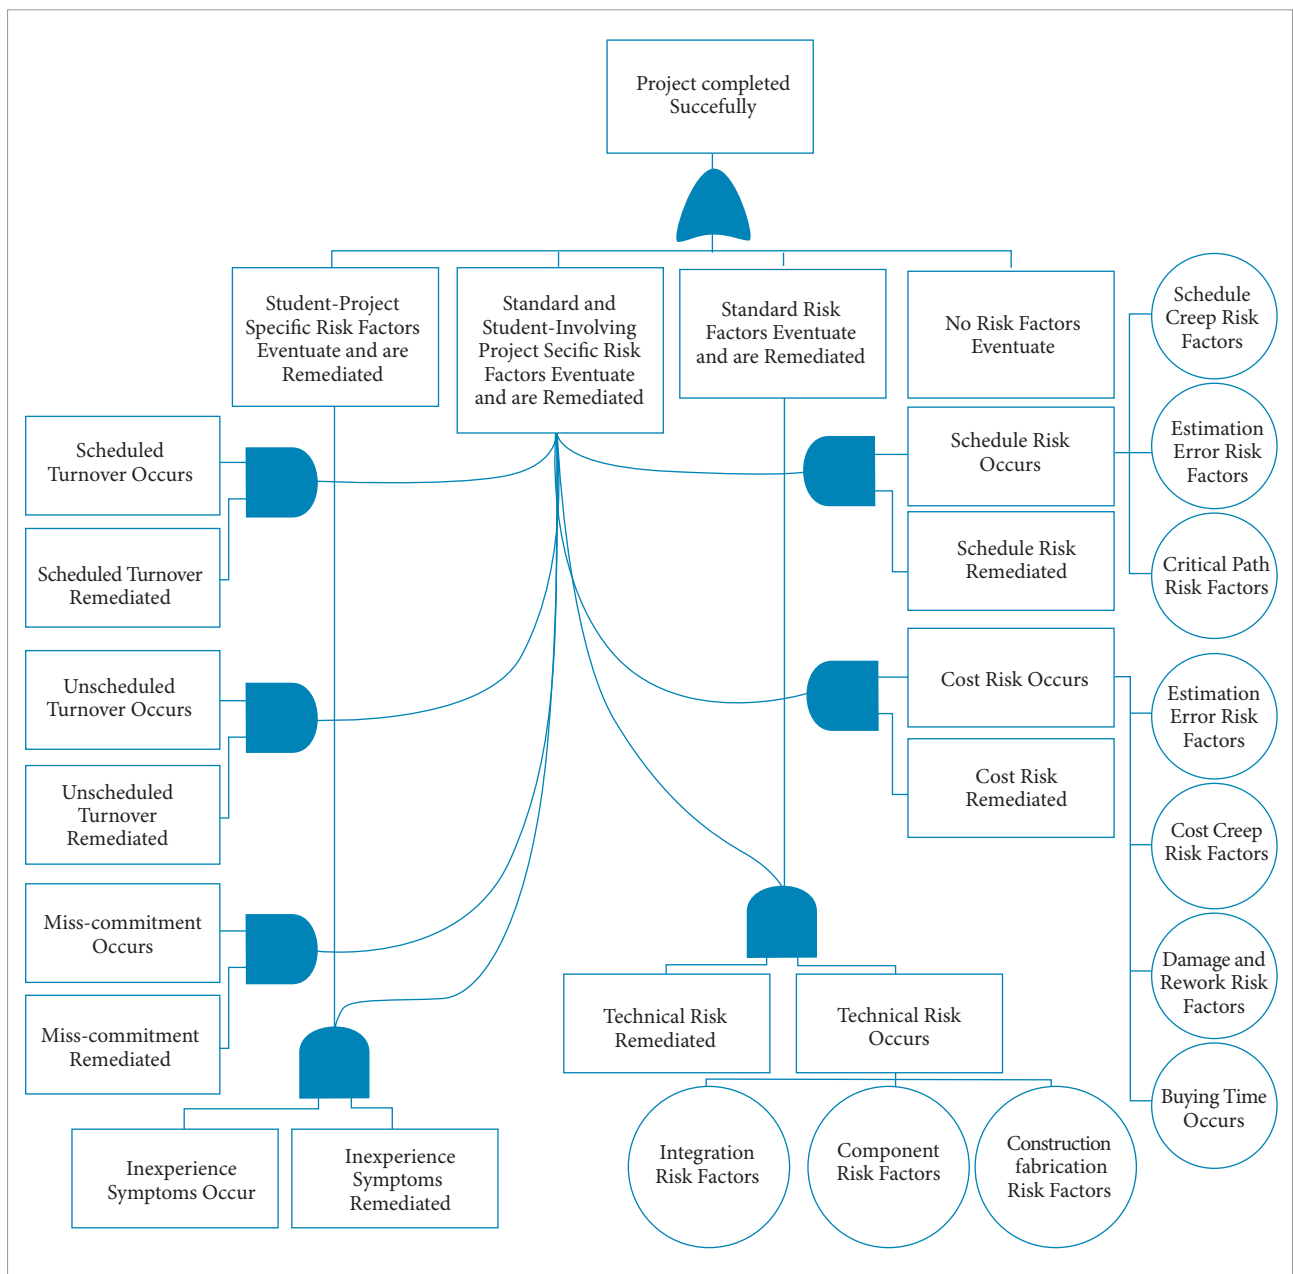 Project completed
Succefully
Student-Project
Specific Risk Factors
Eventuate and are
Remediated
Standard and
Student-Involving
Project Secific Risk
Factors Eventuate
and are Remediated
Standard Risk
Factors Eventuate
and are Remediated
No Risk Factors
Eventuate
Schedule
Creep Risk
Factors
Scheduled
Turnover Occurs
Schedule Risk
Occurs
Estimation
Error Risk
Factors
Scheduled Turnover
Remediated
Schedule Risk
Remediated
Critical Path
Risk Factors
Unscheduled
Turnover Occurs
Cost Risk Occurs
Estimation
Error Risk
Factors
Unscheduled
Turnover
Remediated
Cost Risk
Remediated
Cost Creep
Risk Factors
Miss-commitment
Occurs
Damage and
Rework Risk
Factors
Miss-commitment
Remediated
Technical Risk
Remediated
Technical Risk
Occurs
Buying Time
Occurs
Inexperience
Symptoms Occur
Inexperience
Symptoms
Remediated
Integration
Risk Factors
Component
Risk Factors
Construction
fabrication
Risk Factors